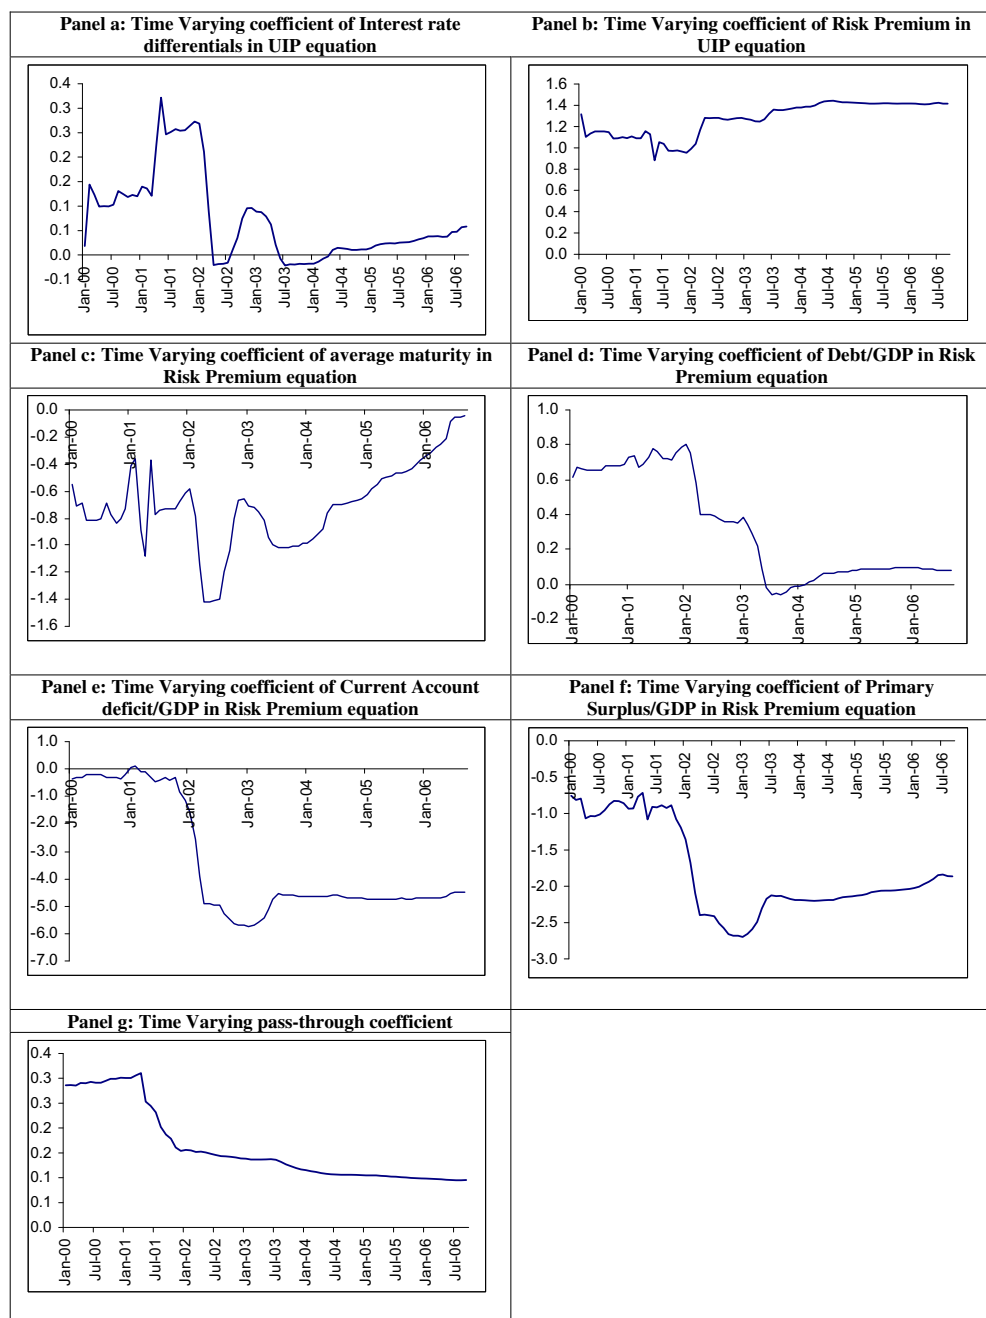 Panel a: Time Varying coefficient of Interest rate
differentials in UIP equation
0.4
0.3
0.3
0.2
0.2
0.1
0.1
0.0
-0.1
Jan-00
Jul-00
Jan-01
Jul-01
Jan-02
Jul-02
Jan-03
Jul-03
Jan-04
Jul-04
Jan-05
Jul-05
Jan-06
Jul-06
Panel b: Time Varying coefficient of Risk Premium in
UIP equation
1.6
1.4
1.2
1.0
0.8
0.6
0.4
0.2
0.0
Jan-00
Jul-00
Jan-01
Jul-01
Jan-02
Jul-02
Jan-03
Jul-03
Jan-04
Jul-04
Jan-05
Jul-05
Jan-06
Jul-06
Panel c: Time Varying coefficient of average maturity in
Risk Premium equation
0.0
-0.2
-0.4
-0.6
-0.8
-1.0
-1.2
-1.4
-1.6
Jan-00
Jan-01
Jan-02
Jan-03
Jan-04
Jan-05
Jan-06
Panel d: Time Varying coefficient of Debt/GDP in Risk
Premium equation
1.0
0.8
0.6
0.4
0.2
0.0
-0.2
Jan-00
Jan-01
Jan-02
Jan-03
Jan-04
Jan-05
Jan-06
Panel e: Time Varying coefficient of Current Account
deficit/GDP in Risk Premium equation
1.0
0.0
-1.0
-2.0
-3.0
-4.0
-5.0
-6.0
-7.0
Jan-00
Jan-01
Jan-02
Jan-03
Jan-04
Jan-05
Jan-06
Panel f: Time Varying coefficient of Primary
Surplus/GDP in Risk Premium equation
0.0
-0.5
-1.0
-1.5
-2.0
-2.5
-3.0
Jan-00
Jul-00
Jan-01
Jul-01
Jan-02
Jul-02
Jan-03
Jul-03
Jan-04
Jul-04
Jan-05
Jul-05
Jan-06
Jul-06
Panel g: Time Varying pass-through coefficient
0.4
0.3
0.3
0.2
0.2
0.1
0.1
0.0
Jan-00
Jul-00
Jan-01
Jul-01
Jan-02
Jul-02
Jan-03
Jul-03
Jan-04
Jul-04
Jan-05
Jul-05
Jan-06
Jul-06